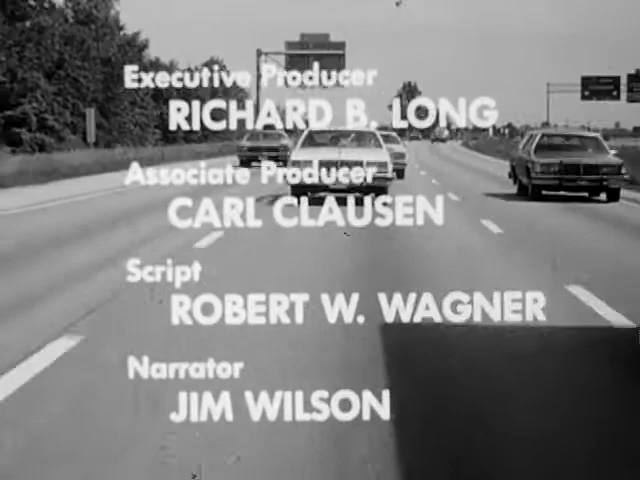 Executive Producer
RICHARD B. LONG
Associate Producer
CARL CLAUSEN
Script
ROBERT W. WAGNER
Narrator
JIM WILSON